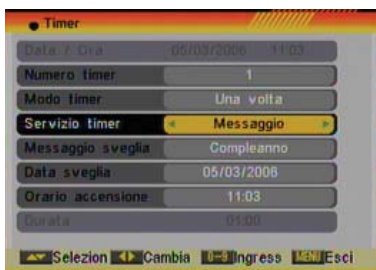 Timer
Data / Ora 05/03/2006 11:03
Numero timer 1
Modo timer Una volta
Servizio timer Messaggio
Messaggio sveglia Compleanno
Data sveglia 05/03/2006
Orario accensione 11:03
Durata 01:00
Selezion Cambia 0-9 Ingress MENU Esci